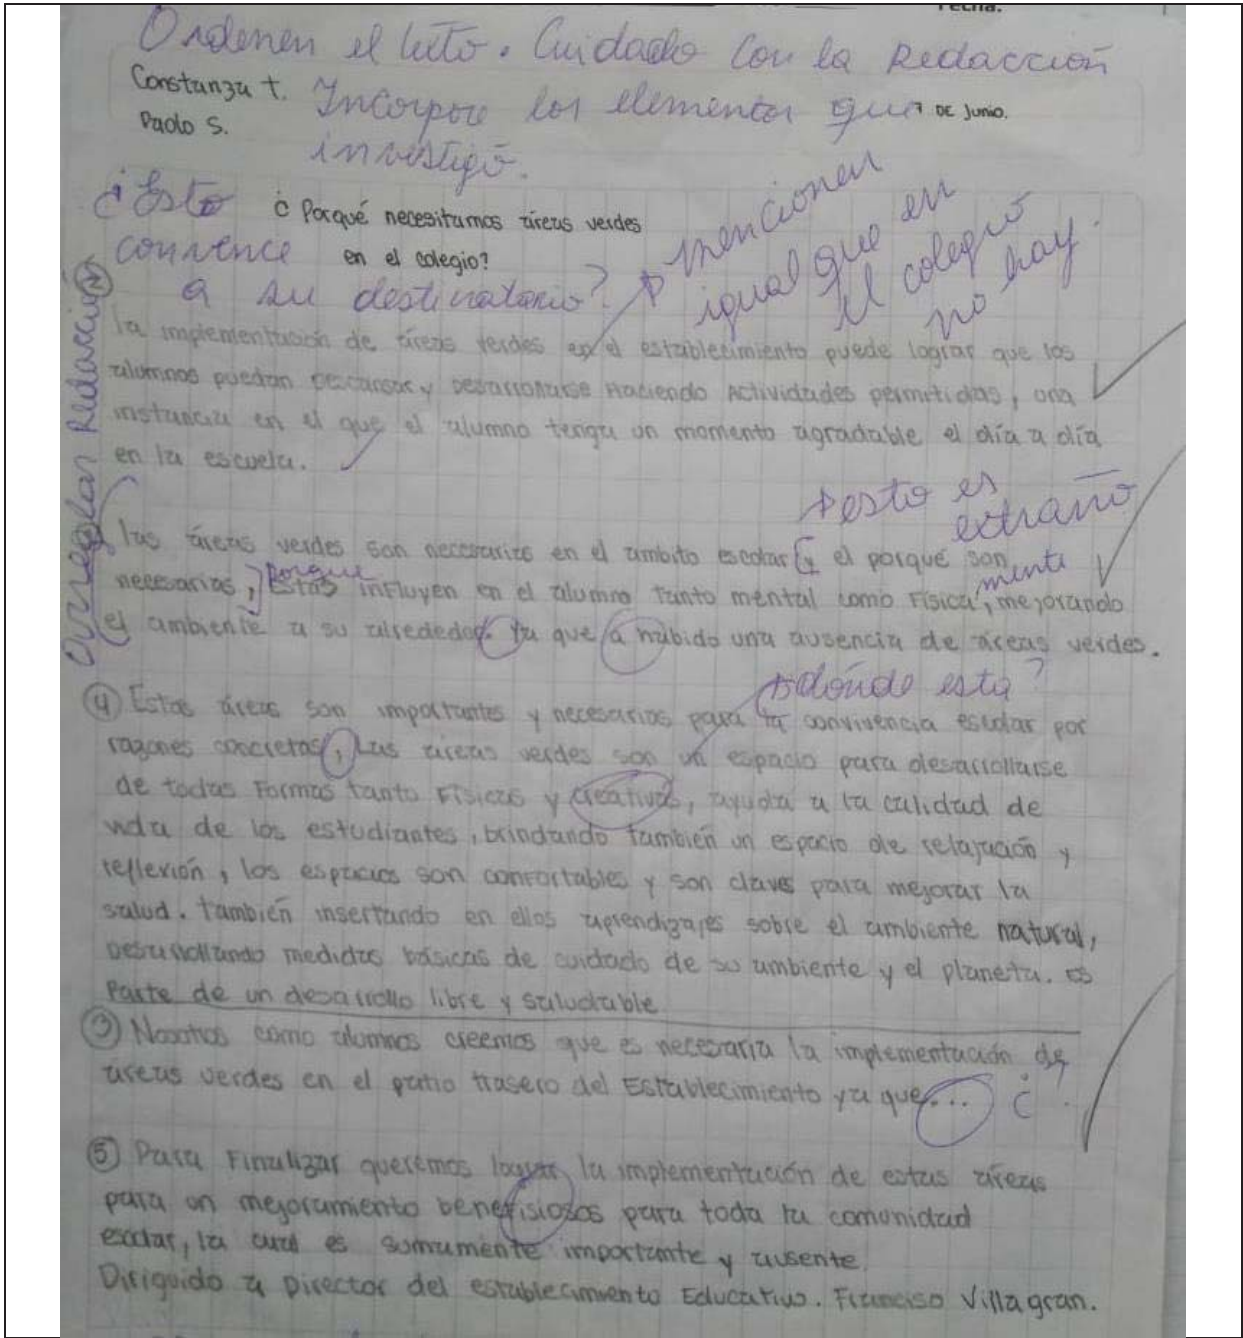 Fecha:
Ordenen el texto. Cuidado con la Redacción
Constanza t. Incorpore los elementos que 7 DE Junio.
Paolo S.
investigó.
¿Esto ¿Porqué necesitamos áreas verdes
convence en el colegio?
a su destinatario?
mencionen
igual que en
el colegio
no hay.
Arreglar Redacción
②
la implementación de áreas verdes en el establecimiento puede lograr que los
alumnos puedan Descansar y Desarrollarse Haciendo Actividades permitidas, una
instancia en el que el alumno tenga un momento agradable el día a día
en la escuela.
esto es
extraño
las áreas verdes son necesarias en el ambito escolar [y el porqué son
necesarias,] Porque Estas influyen en el alumno tanto mental como Física mente, mejorando
el ambiente a su alrededor. Ya que a habido una ausencia de áreas verdes.
dónde está?
④ Estas áreas son importantes y necesarias para la convivencia escolar por
razones concretas, Las áreas verdes son un espacio para desarrollarse
de todas Formas tanto Físicas y creativas, ayuda a la calidad de
vida de los estudiantes, brindando también un espacio de relajación y
reflexión, los espacios son confortables y son claves para mejorar la
salud. también insertando en ellos aprendizajes sobre el ambiente natural,
Desarrollando medidas básicas de cuidado de su ambiente y el planeta. es
Parte de un desarrollo libre y saludable.
③ Nosotros como alumnos creemos que es necesaria la implementación de
áreas verdes en el patio trasero del Establecimiento ya que... ¿?
⑤ Para Finalizar queremos lograr la implementación de estas áreas
para un mejoramiento benefisiosos para toda la comunidad
escolar, la cual es sumamente importante y ausente.
Diriguido a Director del establecimiento Educativo. Franciso Villagran.